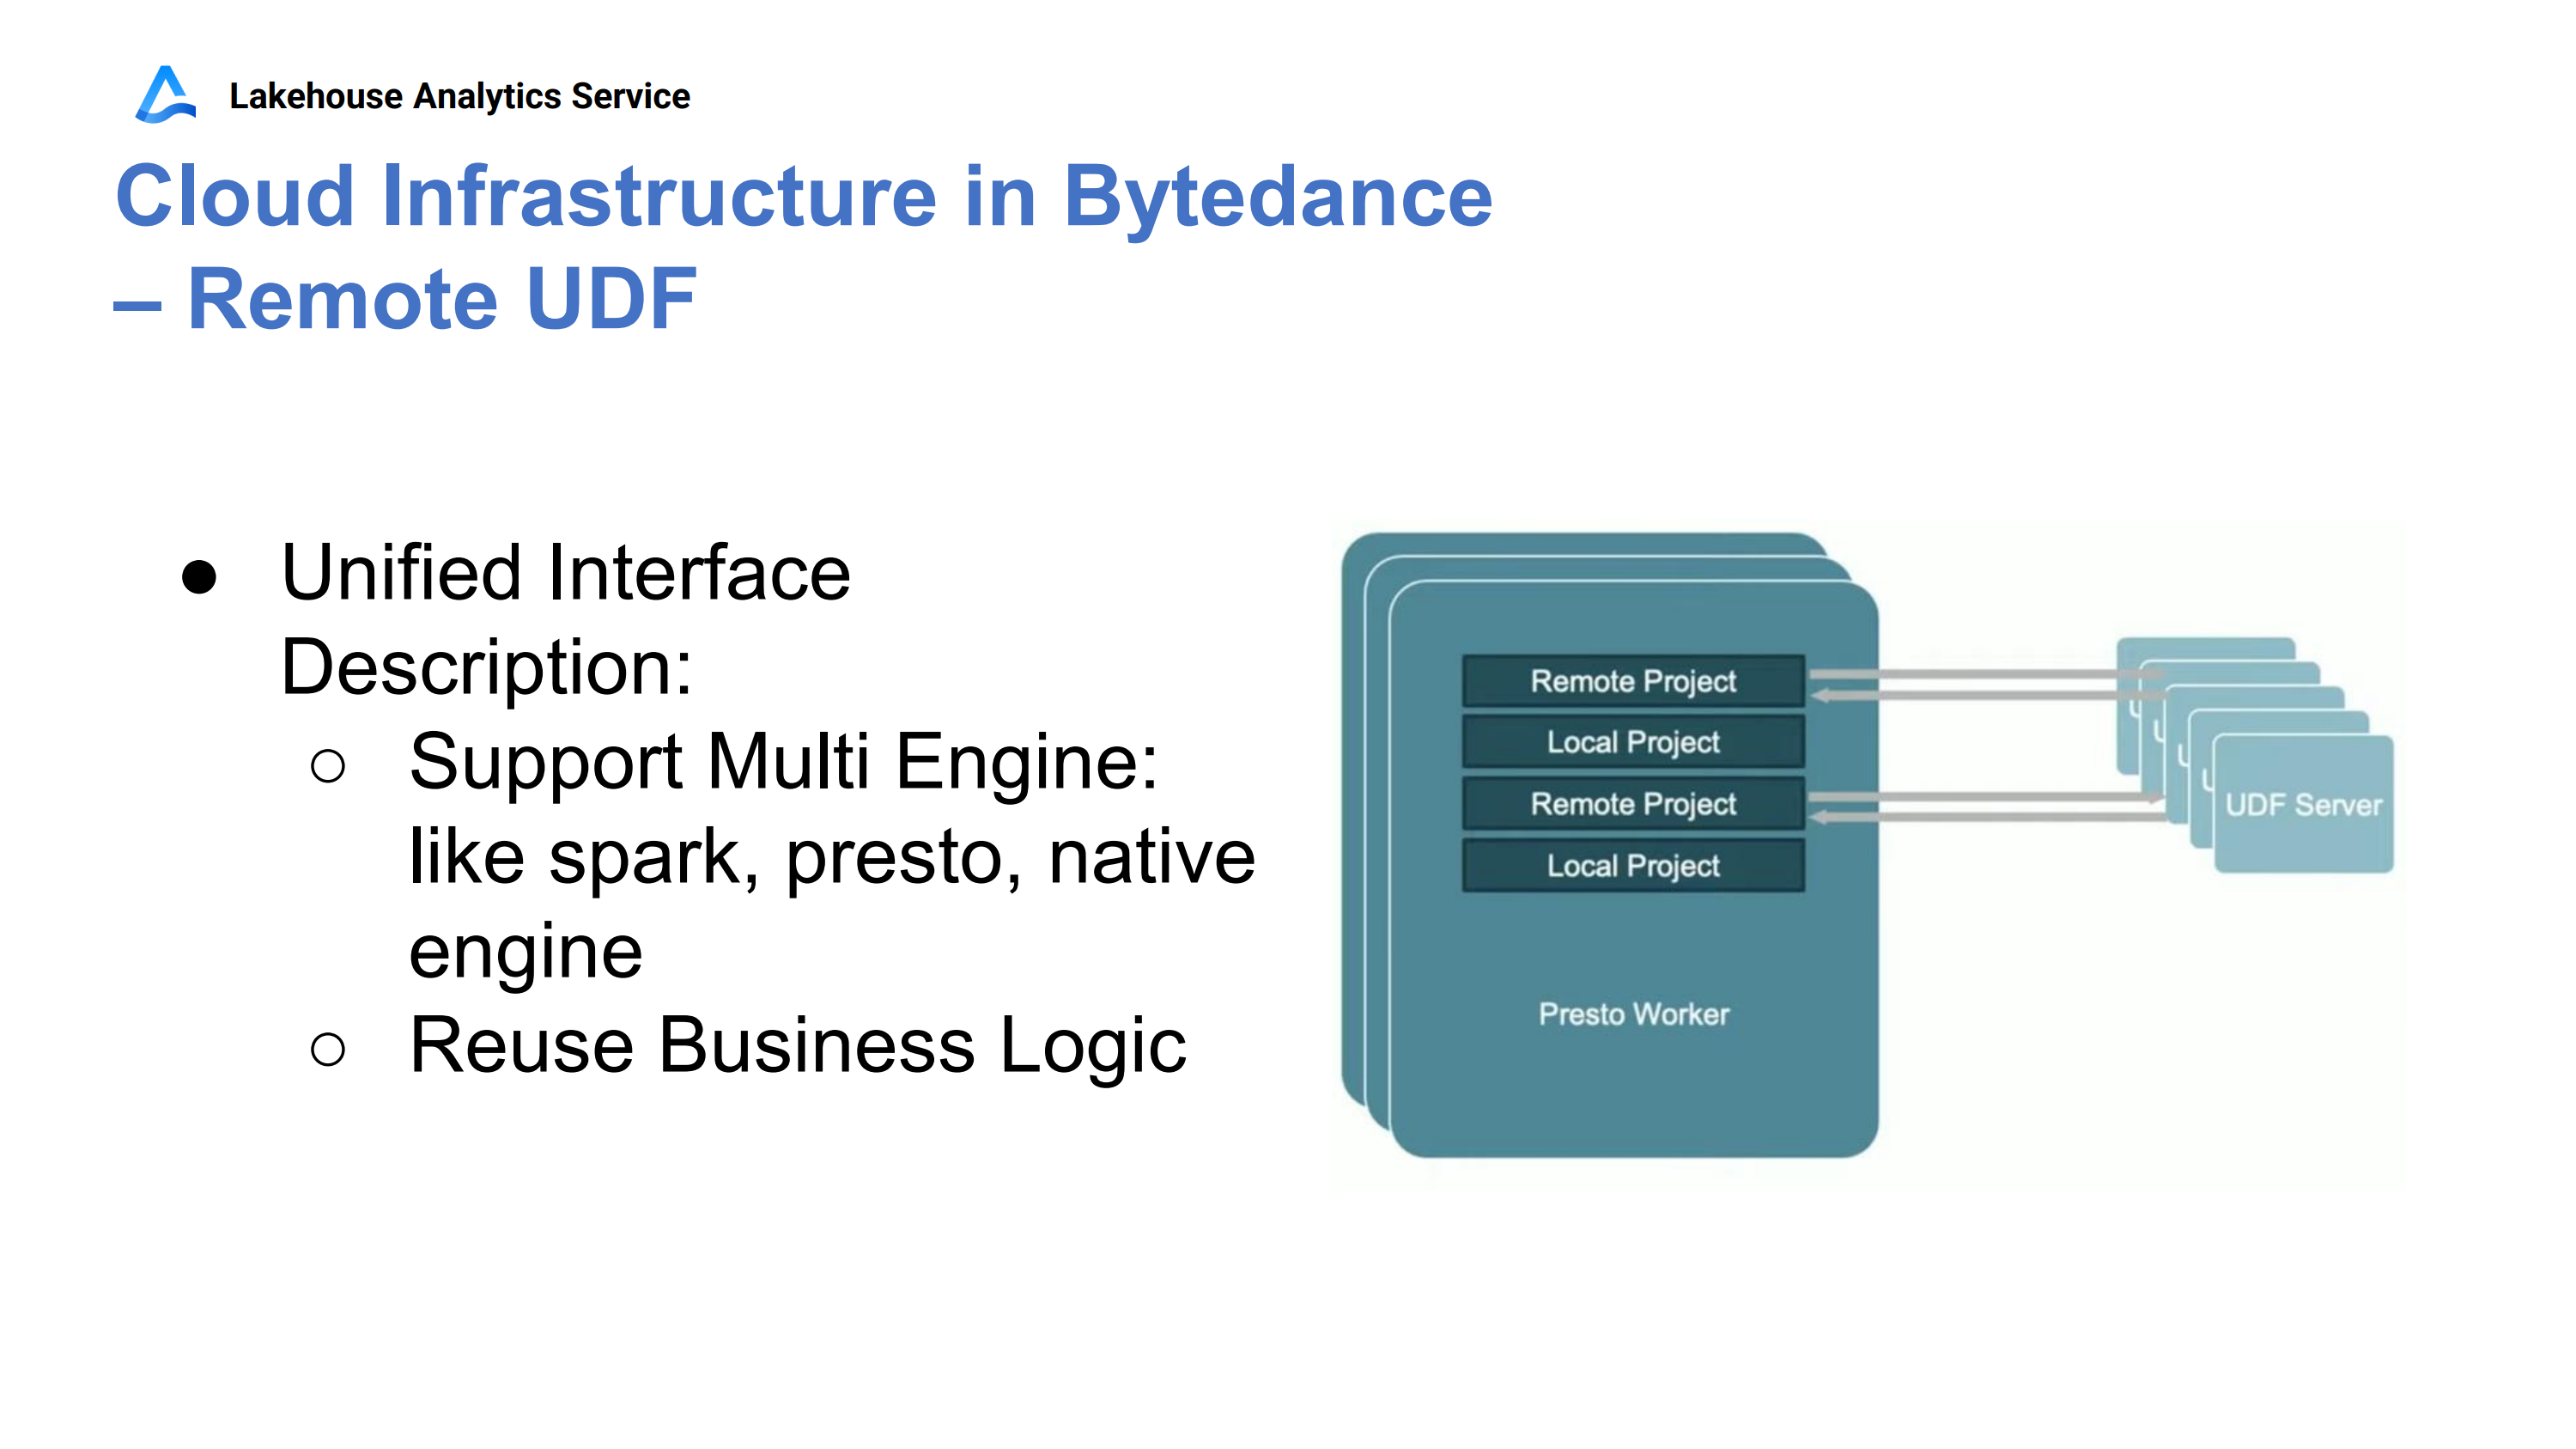 Lakehouse Analytics Service
Cloud Infrastructure in Bytedance
– Remote UDF
● Unified Interface
Description:
○ Support Multi Engine:
like spark, presto, native
engine
○ Reuse Business Logic
Remote Project
Local Project
Remote Project
Local Project
Presto Worker
UDF Server